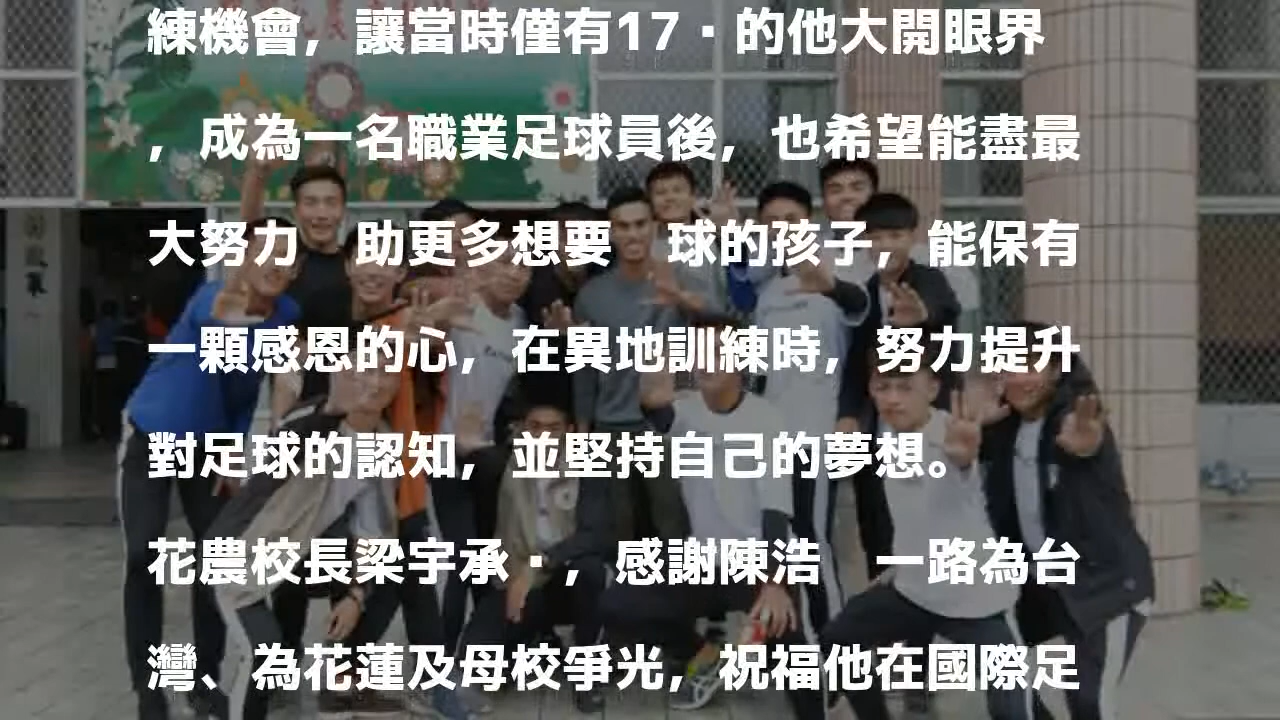 練機會，讓當時僅有17▪的他大開眼界
，成為一名職業足球員後，也希望能盡最
大努力　助更多想要　球的孩子，能保有
一顆感恩的心，在異地訓練時，努力提升
對足球的認知，並堅持自己的夢想。
花農校長梁宇承▪，感謝陳浩　一路為台
灣、為花蓮及母校爭光，祝福他在國際足